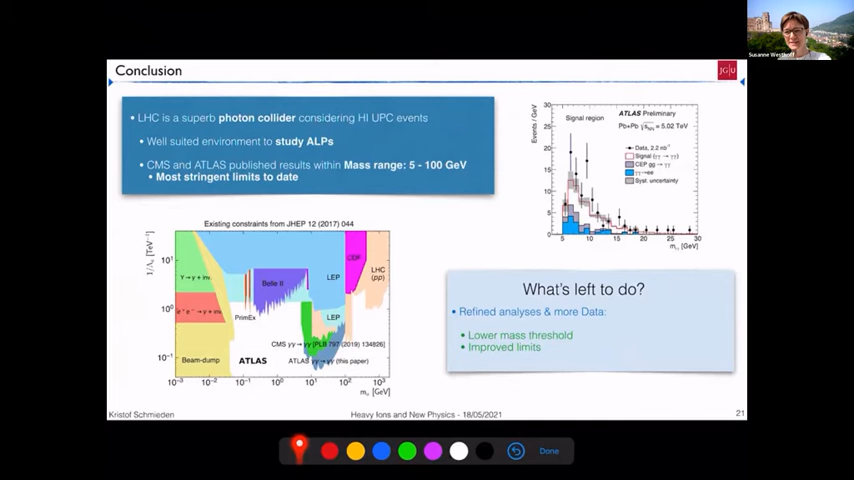 Susanne Westhoff
Conclusion
JG|U
• LHC is a superb photon collider considering HI UPC events
• Well suited environment to study ALPs
• CMS and ATLAS published results within Mass range: 5 - 100 GeV
• Most stringent limits to date
Events / GeV
30
25
20
15
10
5
0
Signal region
ATLAS Preliminary
Pb+Pb √sNN = 5.02 TeV
Data, 2.2 nb⁻¹
Signal (γγ → γγ)
CEP gg → γγ
γγ→ee
Syst. uncertainty
5 10 15 20 25 30
mγγ [GeV]
Existing constraints from JHEP 12 (2017) 044
1/Λa [TeV⁻¹]
10¹
10⁰
10⁻¹
Υ → γ + inv.
e⁺e⁻ → γ + inv.
Beam-dump
PrimEx
Belle II
LEP
CDF
LHC
(pp)
LEP
CMS γγ → γγ [PLB 797 (2019) 134826]
ATLAS
ATLAS γγ → γγ (this paper)
10⁻³ 10⁻² 10⁻¹ 10⁰ 10¹ 10² 10³
ma [GeV]
What's left to do?
• Refined analyses & more Data:
• Lower mass threshold
• Improved limits
Kristof Schmieden
Heavy Ions and New Physics - 18/05/2021
21
Done